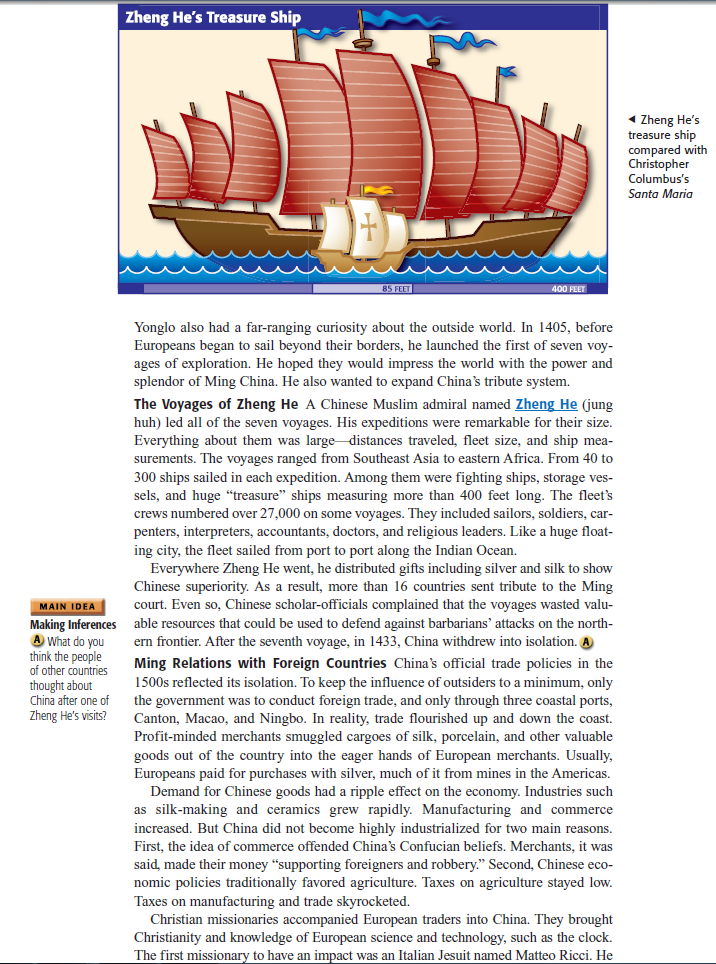 Zheng He's Treasure Ship
◄ Zheng He's
treasure ship
compared with
Christopher
Columbus's
Santa Maria
85 FEET
400 FEET
Yonglo also had a far-ranging curiosity about the outside world. In 1405, before
Europeans began to sail beyond their borders, he launched the first of seven voy-
ages of exploration. He hoped they would impress the world with the power and
splendor of Ming China. He also wanted to expand China's tribute system.
The Voyages of Zheng He A Chinese Muslim admiral named Zheng He (jung
huh) led all of the seven voyages. His expeditions were remarkable for their size.
Everything about them was large—distances traveled, fleet size, and ship mea-
surements. The voyages ranged from Southeast Asia to eastern Africa. From 40 to
300 ships sailed in each expedition. Among them were fighting ships, storage ves-
sels, and huge “treasure” ships measuring more than 400 feet long. The fleet's
crews numbered over 27,000 on some voyages. They included sailors, soldiers, car-
penters, interpreters, accountants, doctors, and religious leaders. Like a huge float-
ing city, the fleet sailed from port to port along the Indian Ocean.
Everywhere Zheng He went, he distributed gifts including silver and silk to show
Chinese superiority. As a result, more than 16 countries sent tribute to the Ming
court. Even so, Chinese scholar-officials complained that the voyages wasted valu-
able resources that could be used to defend against barbarians' attacks on the north-
ern frontier. After the seventh voyage, in 1433, China withdrew into isolation. A
MAIN IDEA
Making Inferences
A What do you
think the people
of other countries
thought about
China after one of
Zheng He's visits?
Ming Relations with Foreign Countries China's official trade policies in the
1500s reflected its isolation. To keep the influence of outsiders to a minimum, only
the government was to conduct foreign trade, and only through three coastal ports,
Canton, Macao, and Ningbo. In reality, trade flourished up and down the coast.
Profit-minded merchants smuggled cargoes of silk, porcelain, and other valuable
goods out of the country into the eager hands of European merchants. Usually,
Europeans paid for purchases with silver, much of it from mines in the Americas.
Demand for Chinese goods had a ripple effect on the economy. Industries such
as silk-making and ceramics grew rapidly. Manufacturing and commerce
increased. But China did not become highly industrialized for two main reasons.
First, the idea of commerce offended China's Confucian beliefs. Merchants, it was
said, made their money “supporting foreigners and robbery.” Second, Chinese eco-
nomic policies traditionally favored agriculture. Taxes on agriculture stayed low.
Taxes on manufacturing and trade skyrocketed.
Christian missionaries accompanied European traders into China. They brought
Christianity and knowledge of European science and technology, such as the clock.
The first missionary to have an impact was an Italian Jesuit named Matteo Ricci. He